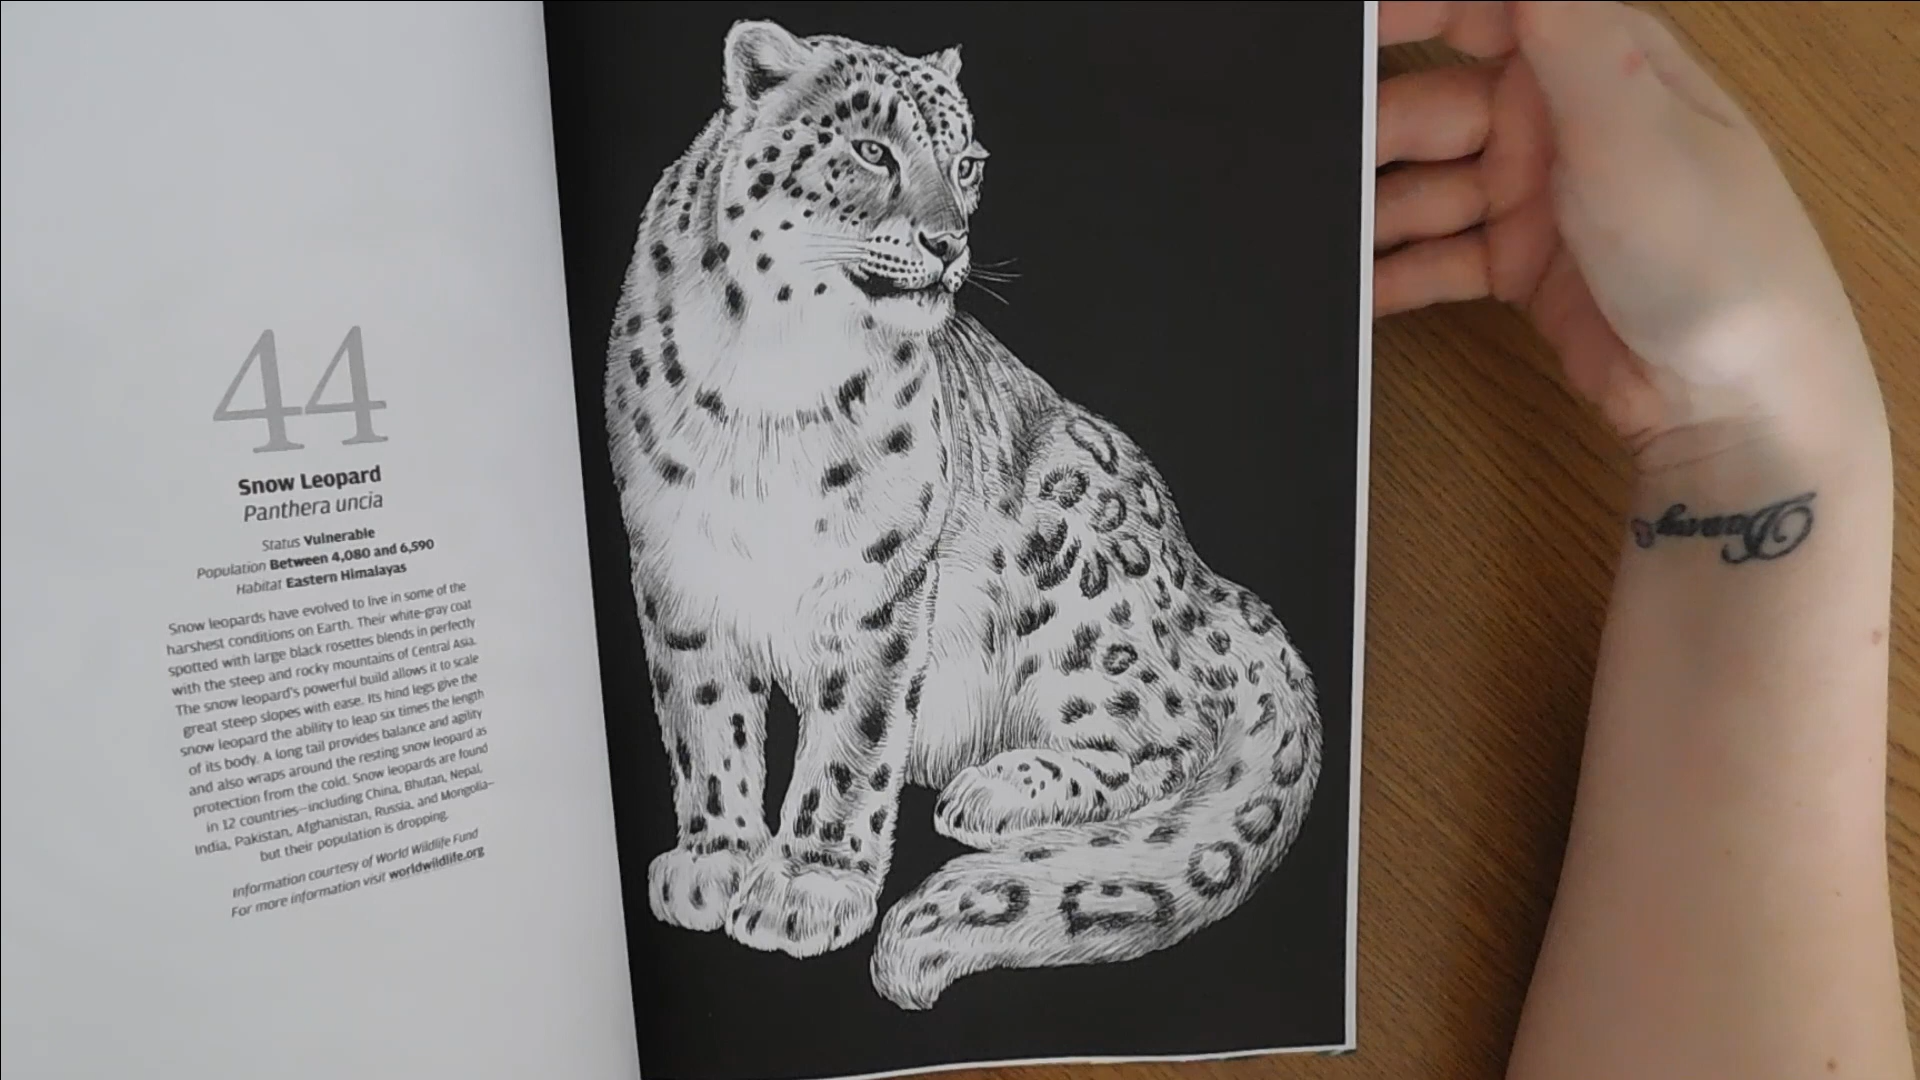 44
Snow Leopard
Panthera uncia
Status Vulnerable
Population Between 4,080 and 6,590
Habitat Eastern Himalayas
Snow leopards have evolved to live in some of the
harshest conditions on Earth. Their white-gray coat
spotted with large black rosettes blends in perfectly
with the steep and rocky mountains of Central Asia.
The snow leopard's powerful build allows it to scale
great steep slopes with ease. Its hind legs give the
snow leopard the ability to leap six times the length
of its body. A long tail provides balance and agility
and also wraps around the resting snow leopard as
protection from the cold. Snow leopards are found
in 12 countries—including China, Bhutan, Nepal,
India, Pakistan, Afghanistan, Russia, and Mongolia—
but their population is dropping.
Information courtesy of World Wildlife Fund
For more information visit worldwildlife.org